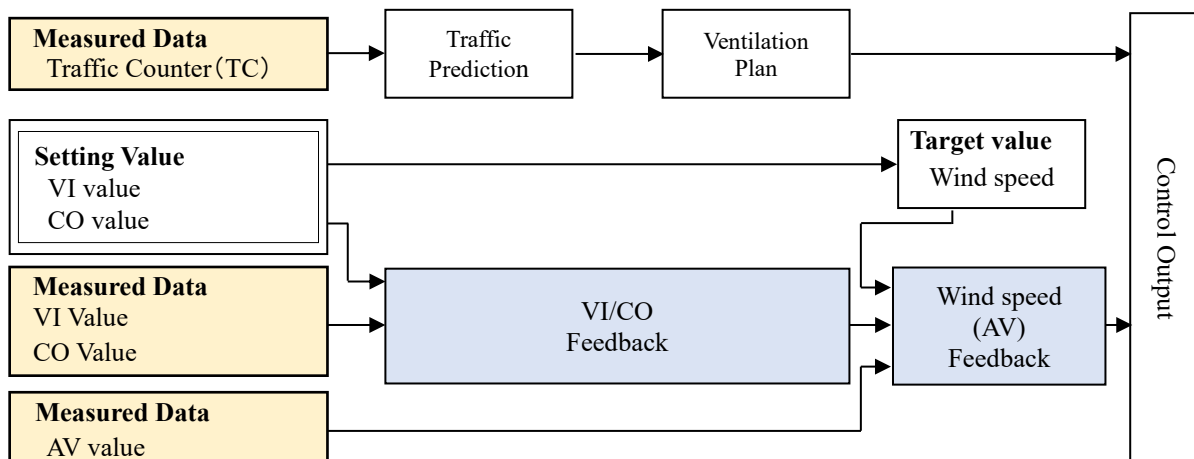 Measured Data
Traffic Counter（TC）
Traffic
Prediction
Ventilation
Plan
Setting Value
VI value
CO value
Target value
Wind speed
Measured Data
VI Value
CO Value
VI/CO
Feedback
Wind speed
(AV)
Feedback
Measured Data
AV value
Control Output